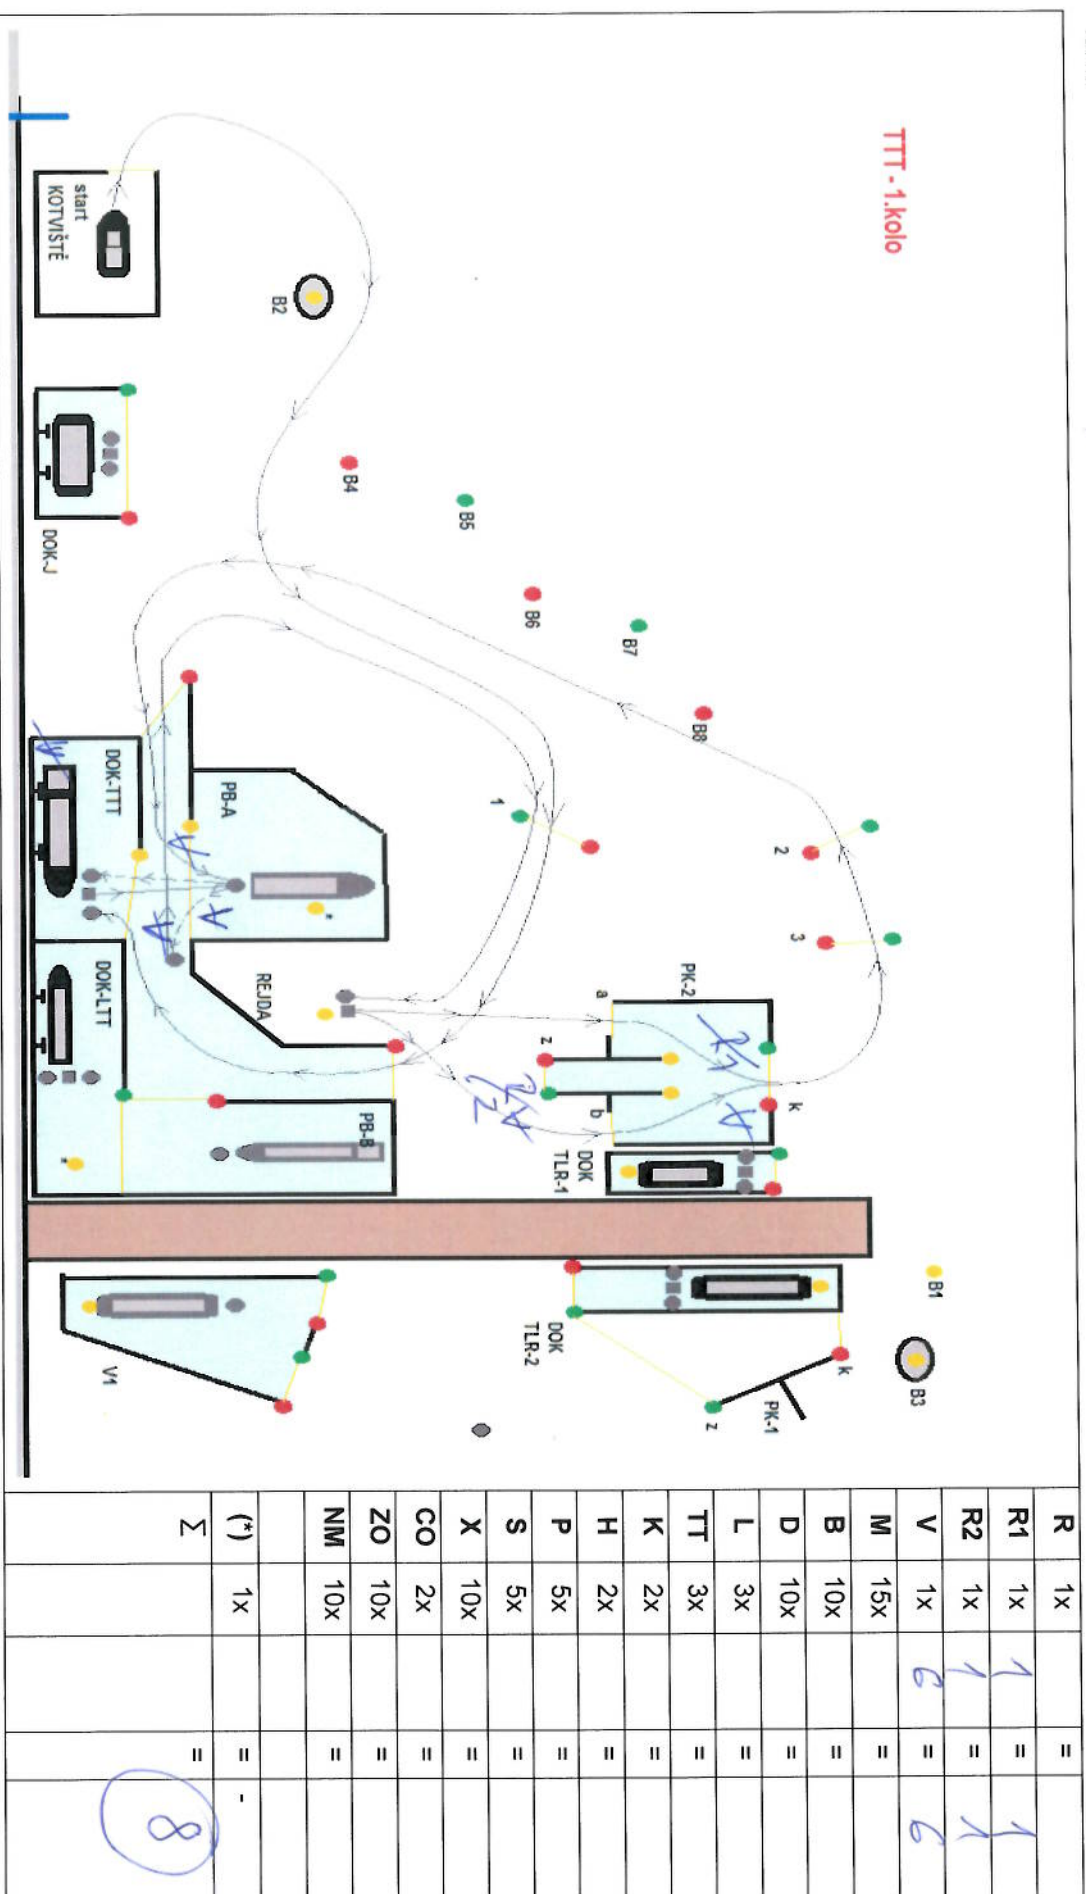 TTT - 1.kolo
B1
B3
k
PK-1
z
DOK
TLR-2
V1
B8
B7
B6
B5
B4
B2
2
3
1
PK-2
a
k
z
b
DOK
TLR-1
REJDA
PB-A
*
PB-B
*
DOK-TTT
DOK-LTT
DOK-J
start
KOTVIŠTĚ
R 1x =
R1 1x 1 = 1
R2 1x 1 = 1
V 1x 6 = 6
M 15x =
B 10x =
D 10x =
L 3x =
TT 3x =
K 2x =
H 2x =
P 5x =
S 5x =
X 10x =
CO 2x =
ZO 10x =
NM 10x =
(*) 1x = -
Σ = 8